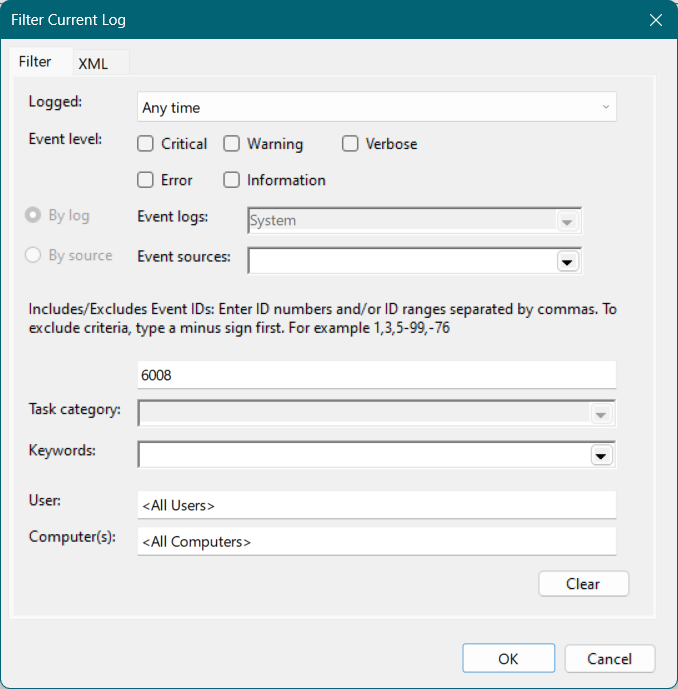 Filter Current Log
Filter
XML
Logged:
Any time
Event level:
Critical
Warning
Verbose
Error
Information
By log
Event logs:
System
By source
Event sources:
Includes/Excludes Event IDs: Enter ID numbers and/or ID ranges separated by commas. To
exclude criteria, type a minus sign first. For example 1,3,5-99,-76
6008
Task category:
Keywords:
User:
<All Users>
Computer(s):
<All Computers>
Clear
OK
Cancel